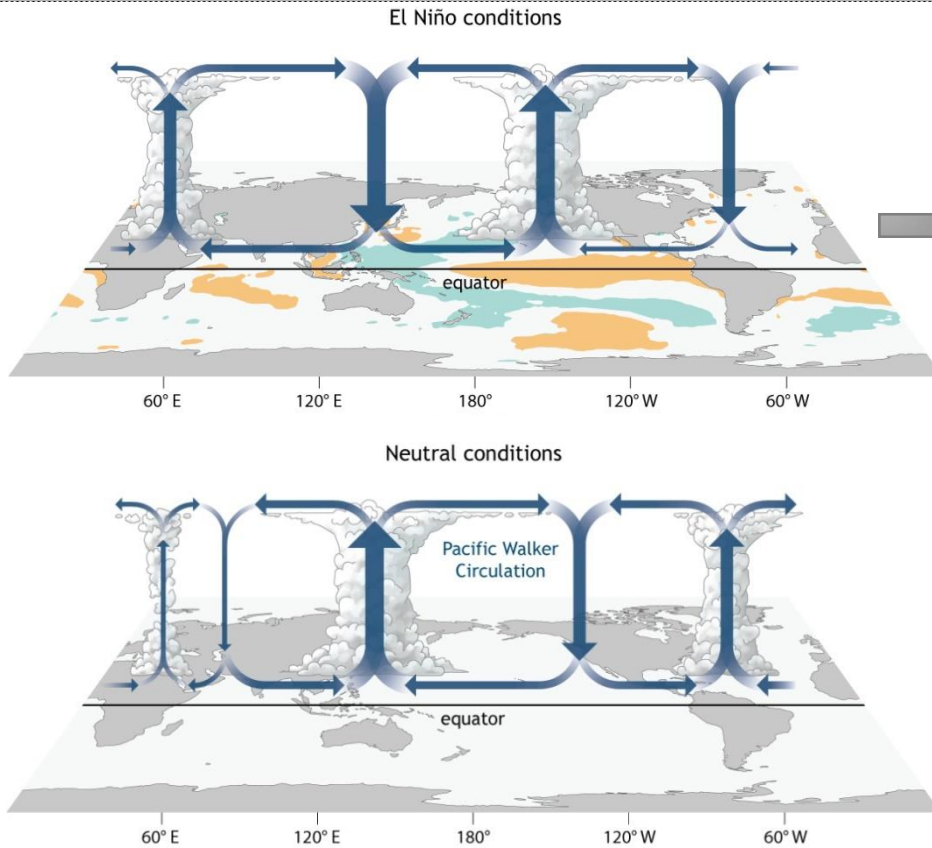 El Niño conditions
equator
60° E 120° E 180° 120° W 60° W
Neutral conditions
Pacific Walker
Circulation
equator
60° E 120° E 180° 120° W 60° W